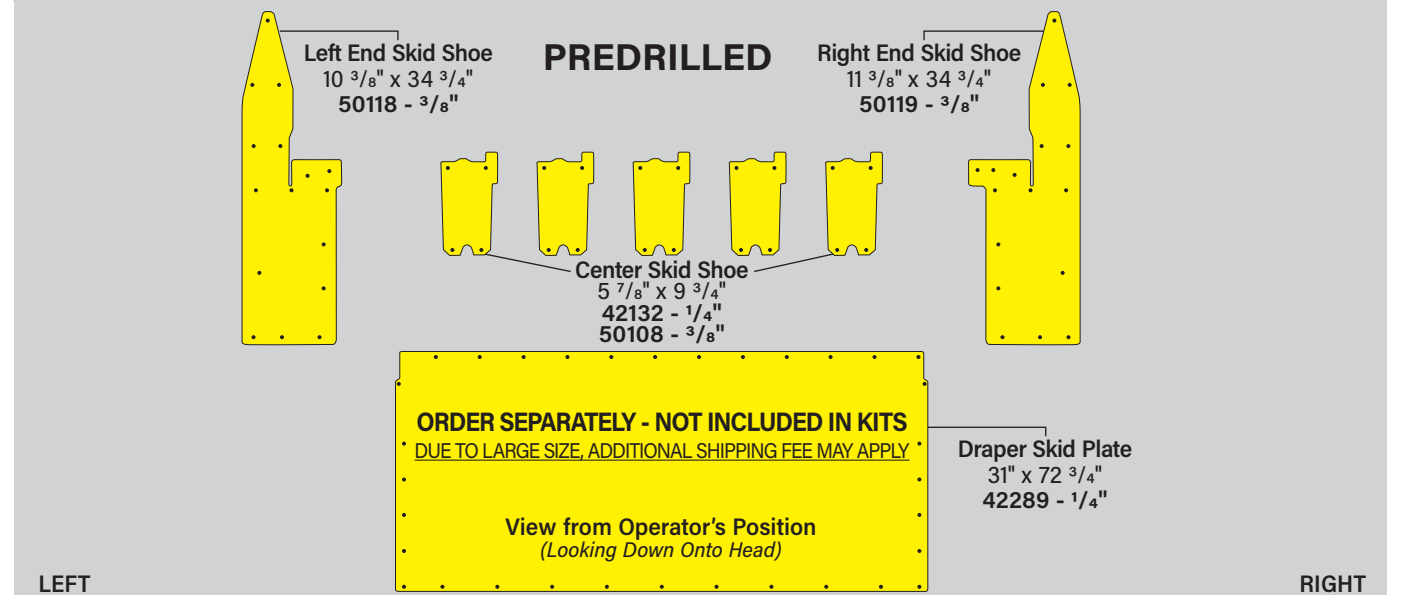 PREDRILLED
Left End Skid Shoe
10 ³/₈" x 34 ³/₄"
50118 - ³/₈"
Right End Skid Shoe
11 ³/₈" x 34 ³/₄"
50119 - ³/₈"
Center Skid Shoe
5 ⁷/₈" x 9 ³/₄"
42132 - ¹/₄"
50108 - ³/₈"
ORDER SEPARATELY - NOT INCLUDED IN KITS
DUE TO LARGE SIZE, ADDITIONAL SHIPPING FEE MAY APPLY
Draper Skid Plate
31" x 72 ³/₄"
42289 - ¹/₄"
View from Operator's Position
(Looking Down Onto Head)
LEFT
RIGHT